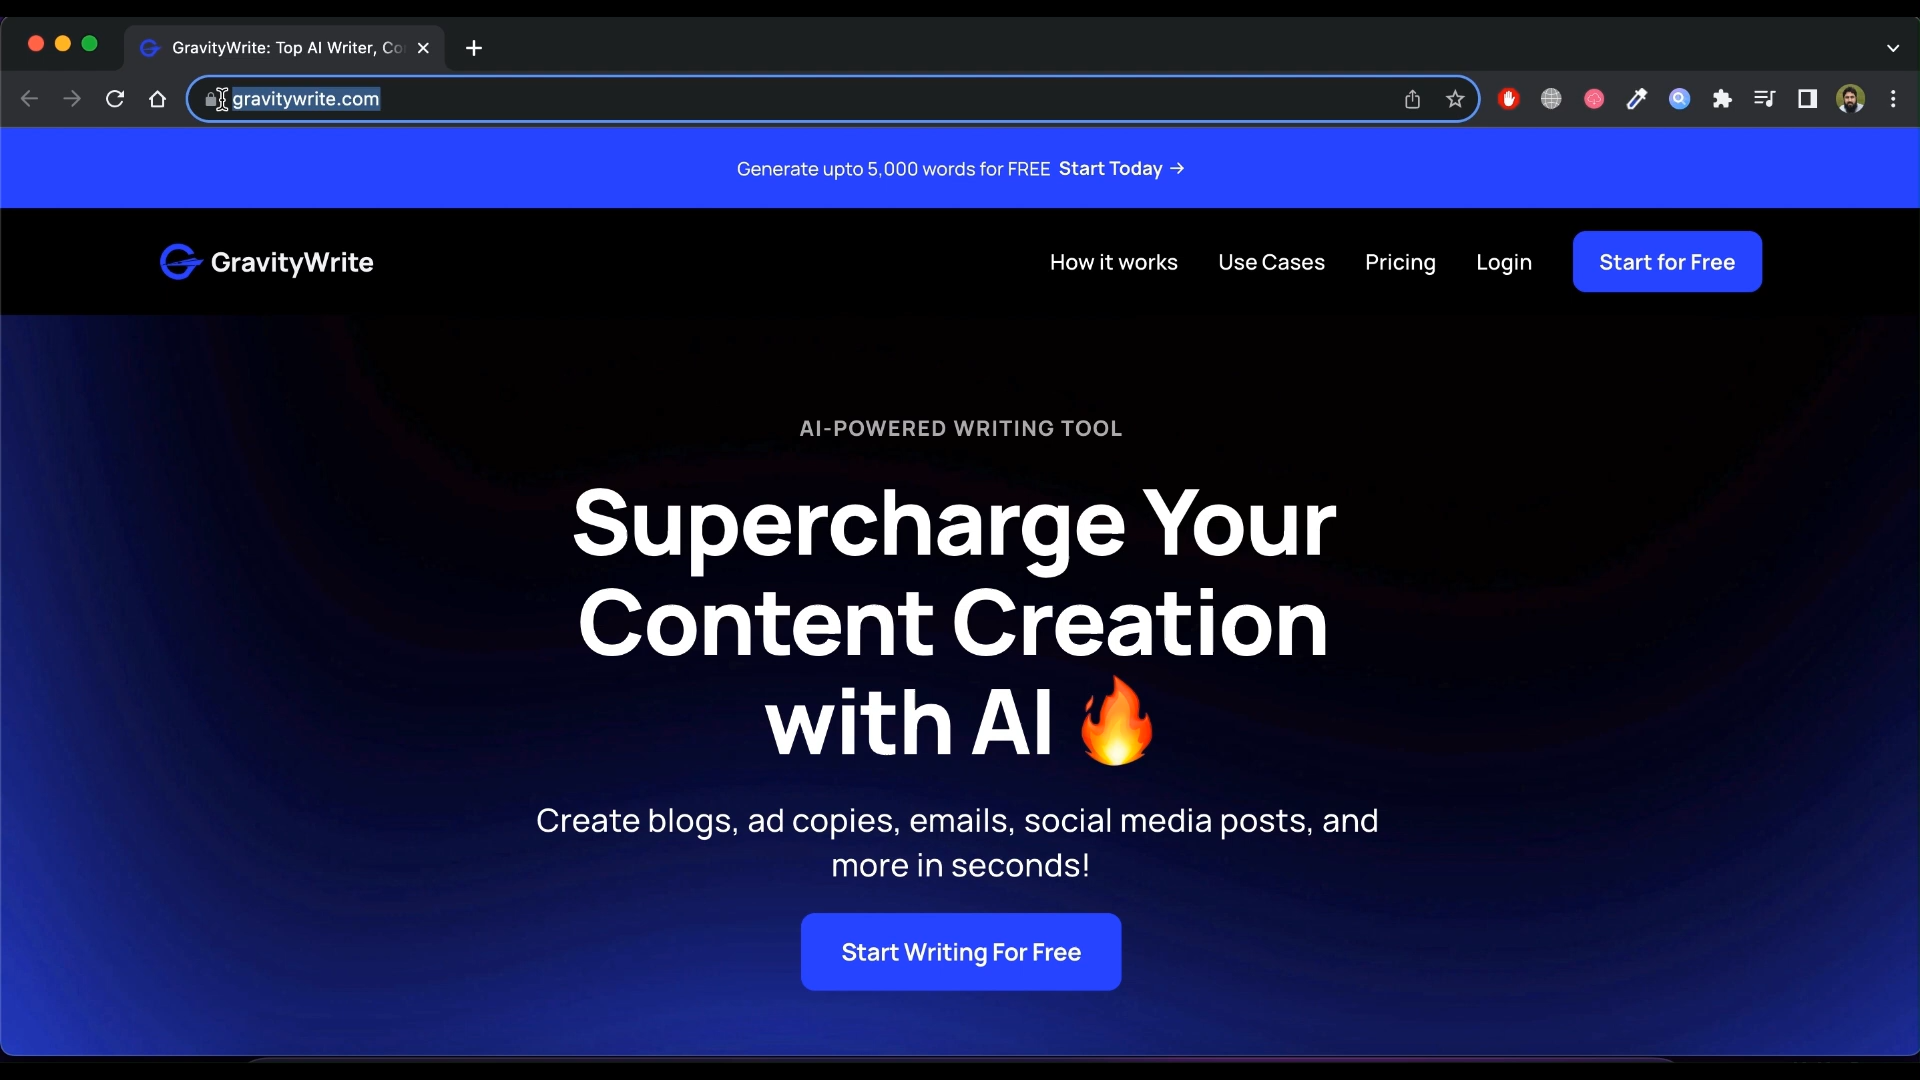 GravityWrite: Top AI Writer, Co
gravitywrite.com
Generate upto 5,000 words for FREE Start Today →
GravityWrite
How it works
Use Cases
Pricing
Login
Start for Free
AI-POWERED WRITING TOOL
Supercharge Your
Content Creation
with AI 🔥
Create blogs, ad copies, emails, social media posts, and
more in seconds!
Start Writing For Free